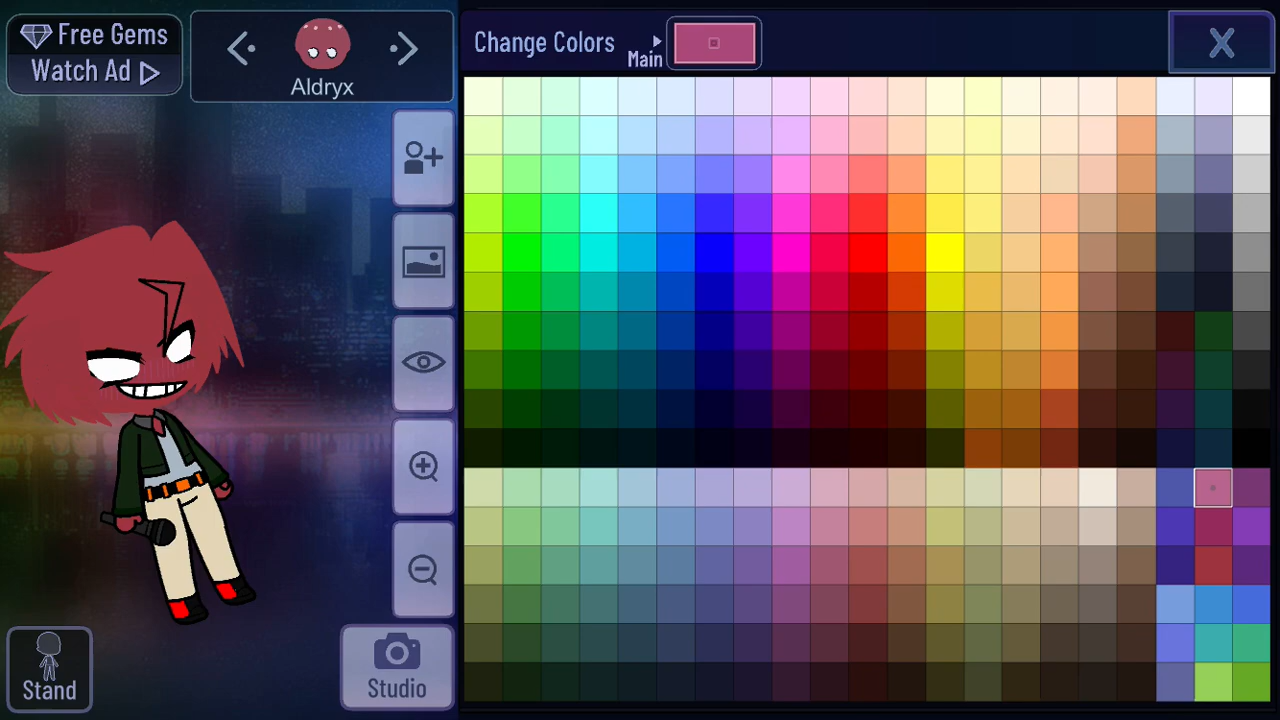 Free Gems
Watch Ad
Aldryx
Change Colors
Main
X
Stand
Studio